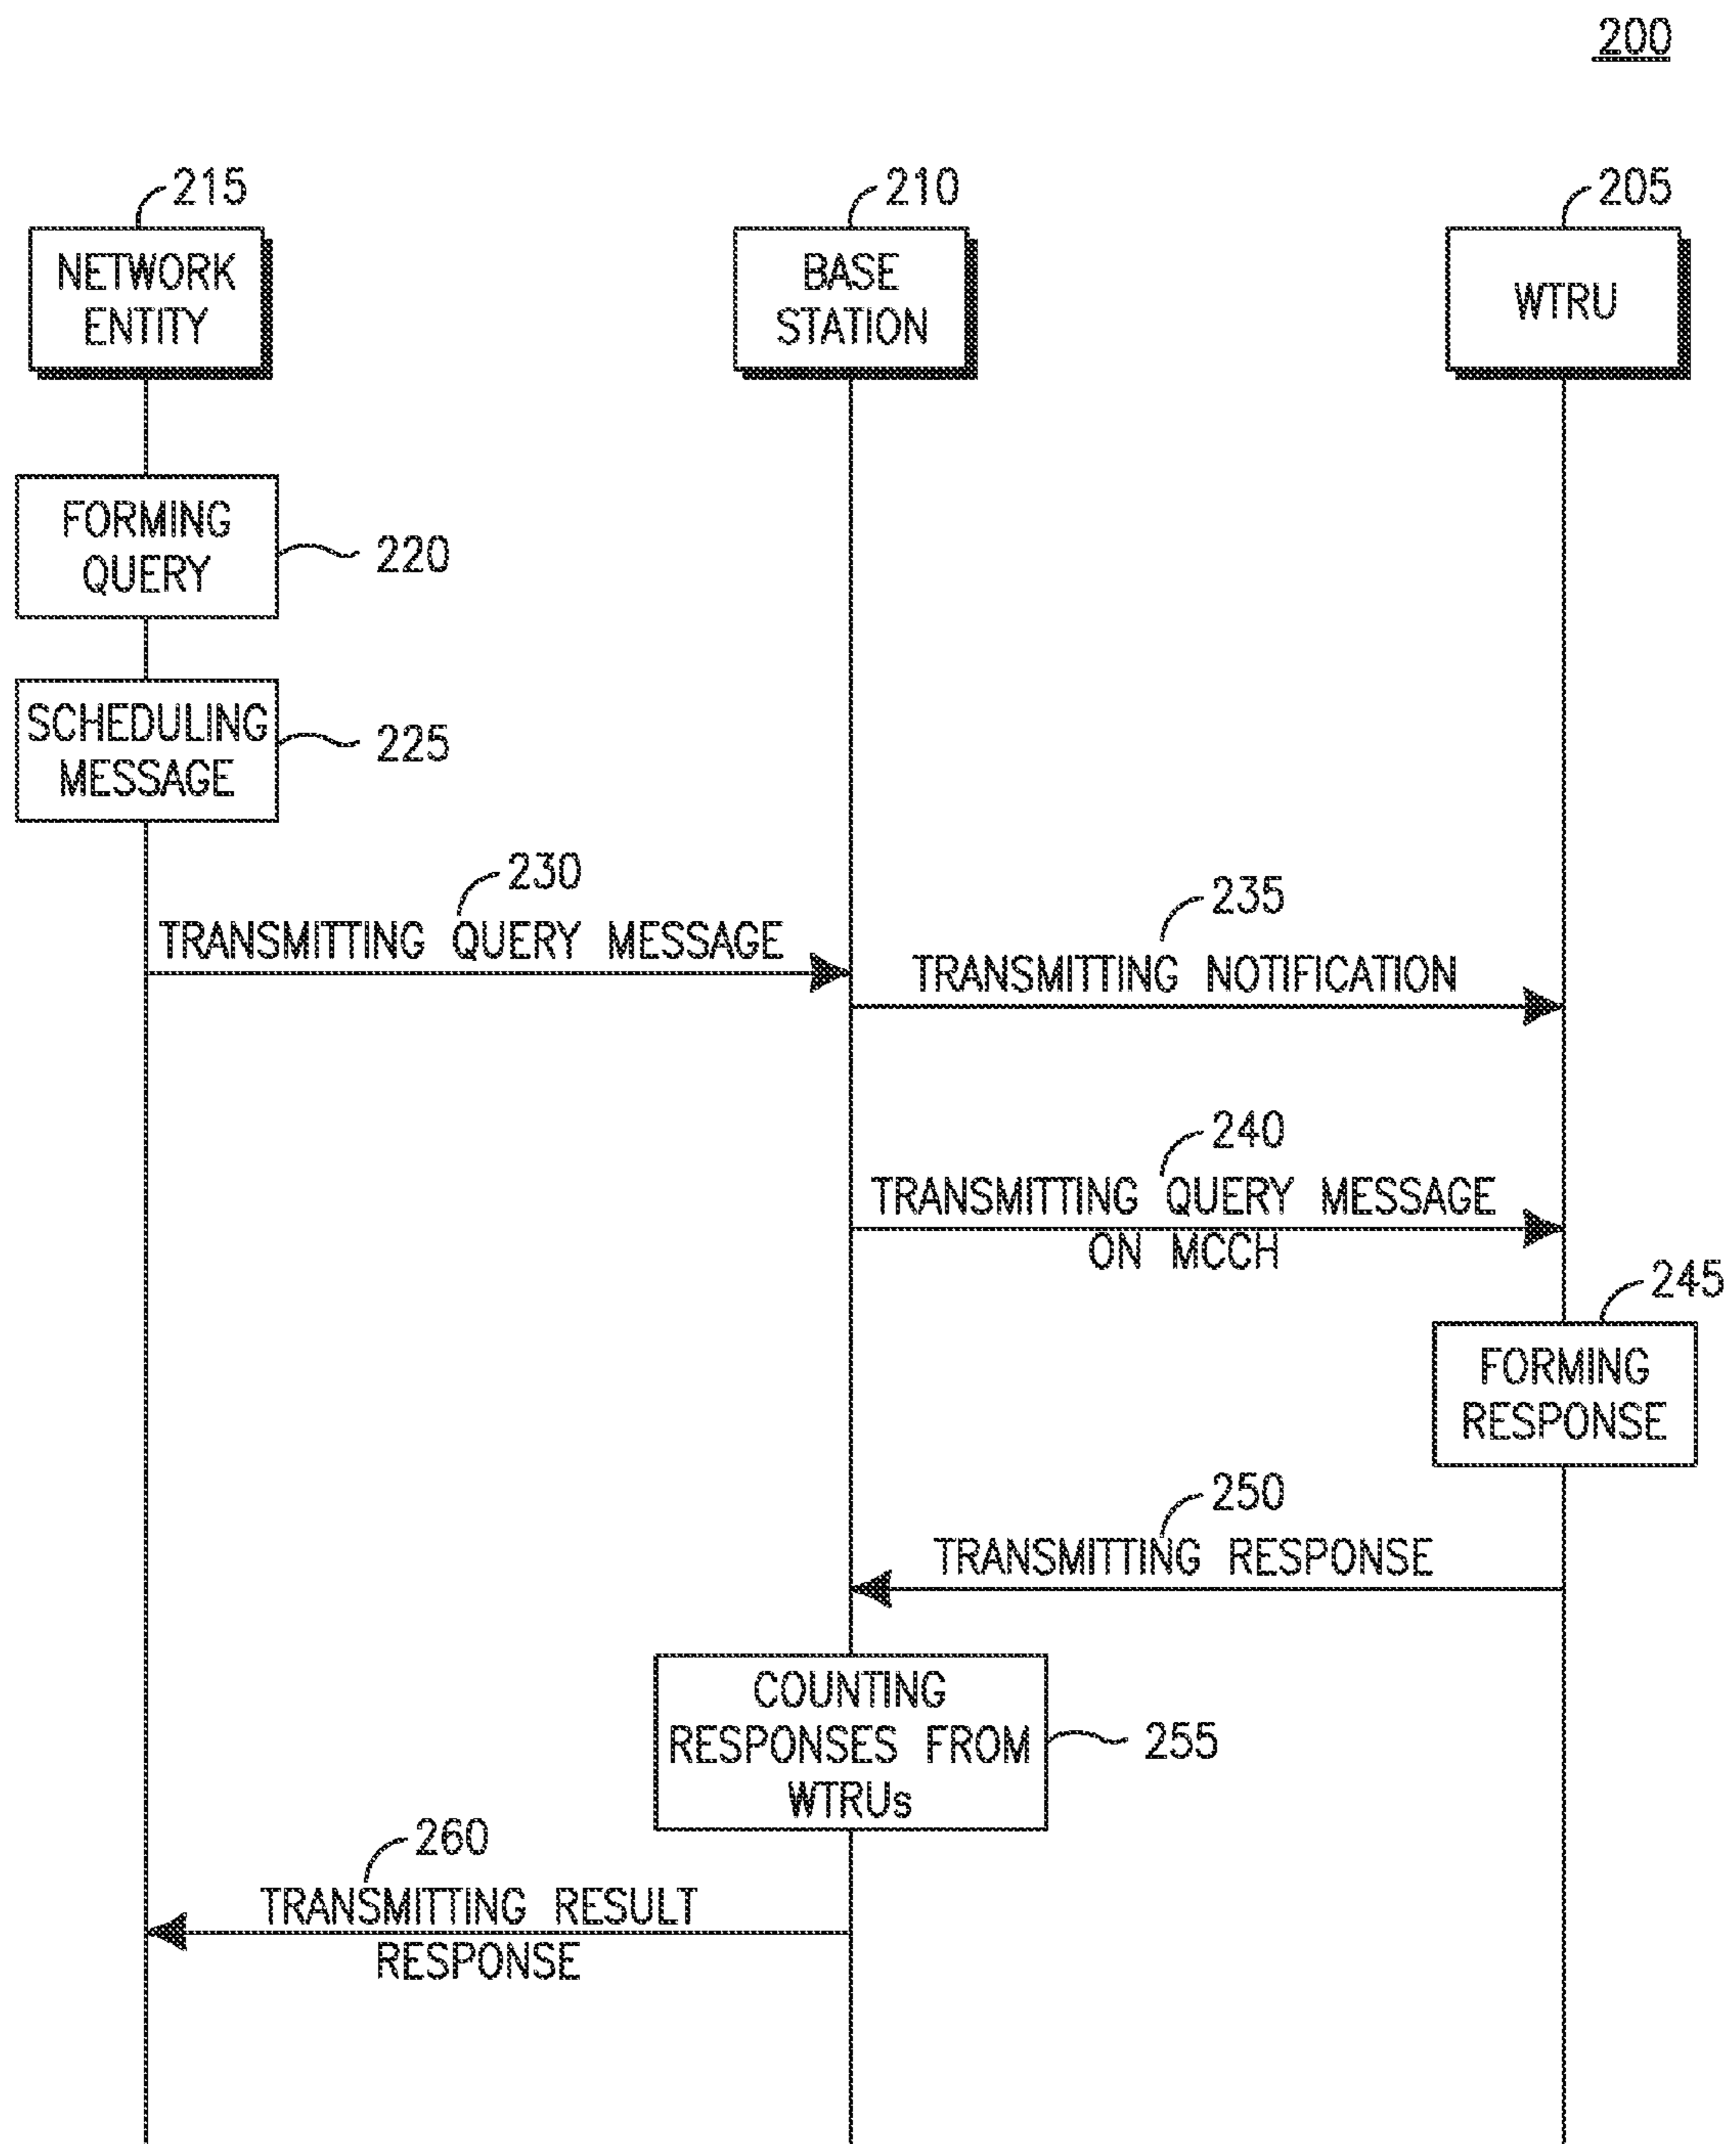 200
215
210
205
NETWORK
ENTITY
BASE
STATION
WTRU
FORMING
QUERY
220
SCHEDULING
MESSAGE
225
230
TRANSMITTING QUERY MESSAGE
235
TRANSMITTING NOTIFICATION
240
TRANSMITTING QUERY MESSAGE
ON MCCH
245
FORMING
RESPONSE
250
TRANSMITTING RESPONSE
COUNTING
RESPONSES FROM
WTRUs
255
260
TRANSMITTING RESULT
RESPONSE